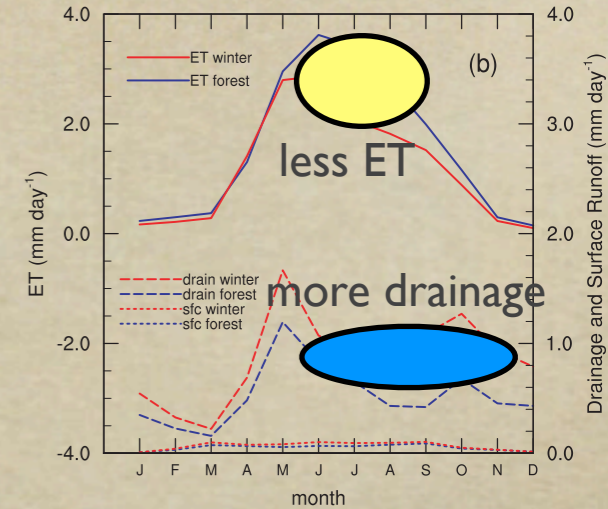 4.0
2.0
0.0
-2.0
-4.0
ET (mm day-1)
4.0
3.0
2.0
1.0
0.0
Drainage and Surface Runoff (mm day-1)
(b)
ET winter
ET forest
less ET
more drainage
drain winter
drain forest
sfc winter
sfc forest
J F M A M J J A S O N D
month